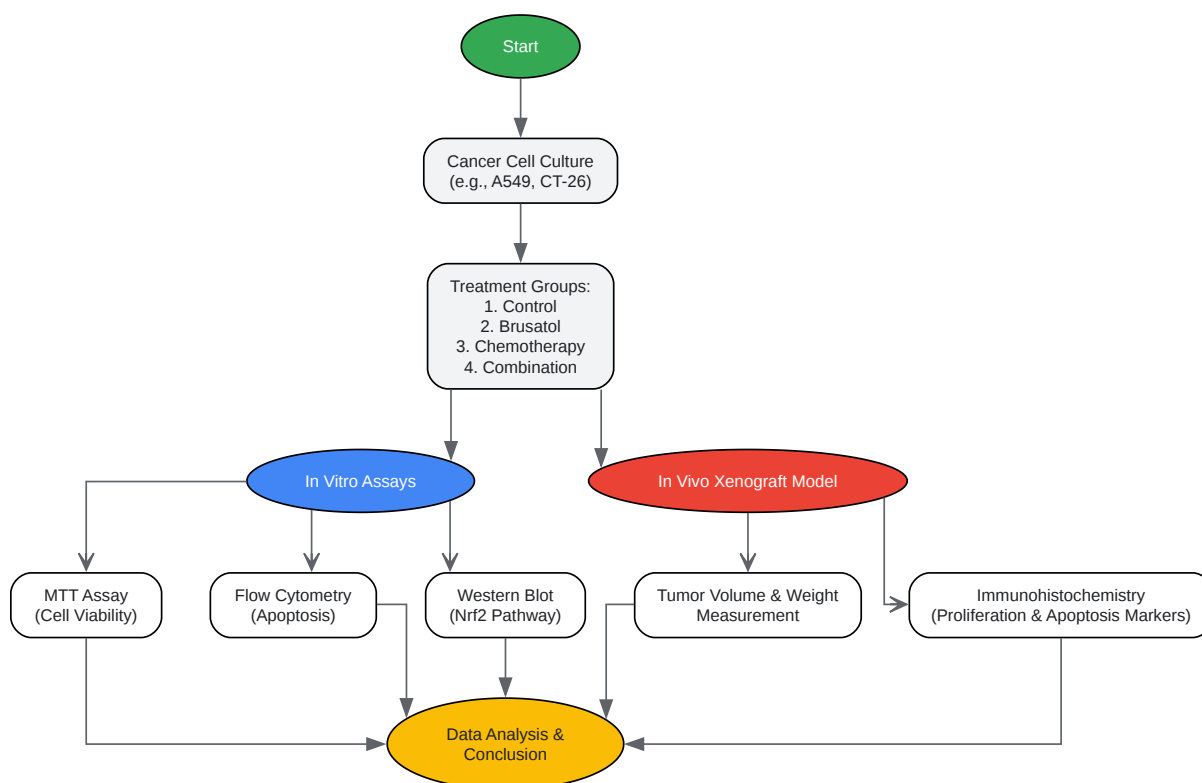 Start
Cancer Cell Culture
(e.g., A549, CT-26)
Treatment Groups:
1. Control
2. Brusatol
3. Chemotherapy
4. Combination
In Vitro Assays
In Vivo Xenograft Model
MTT Assay
(Cell Viability)
Flow Cytometry
(Apoptosis)
Western Blot
(Nrf2 Pathway)
Tumor Volume & Weight
Measurement
Immunohistochemistry
(Proliferation & Apoptosis Markers)
Data Analysis &
Conclusion